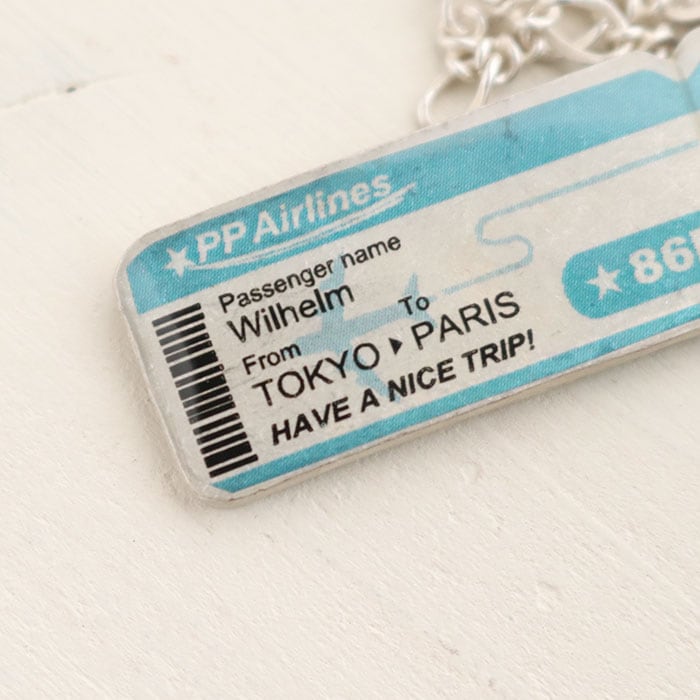 ★PP Airlines
Passenger name
Wilhelm
From To
TOKYO ▶ PARIS
HAVE A NICE TRIP!
★ 86